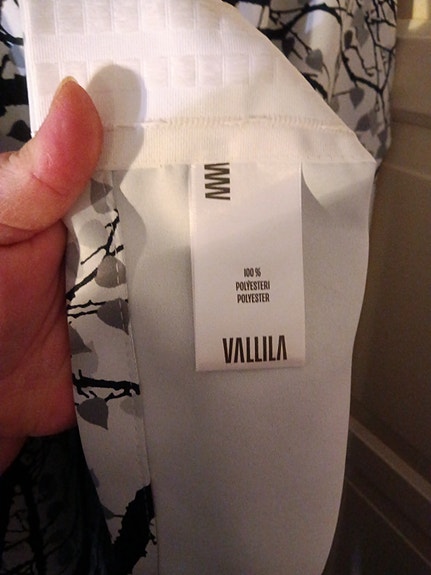 100 %
POLYESTERI
POLYESTER
VALLILA